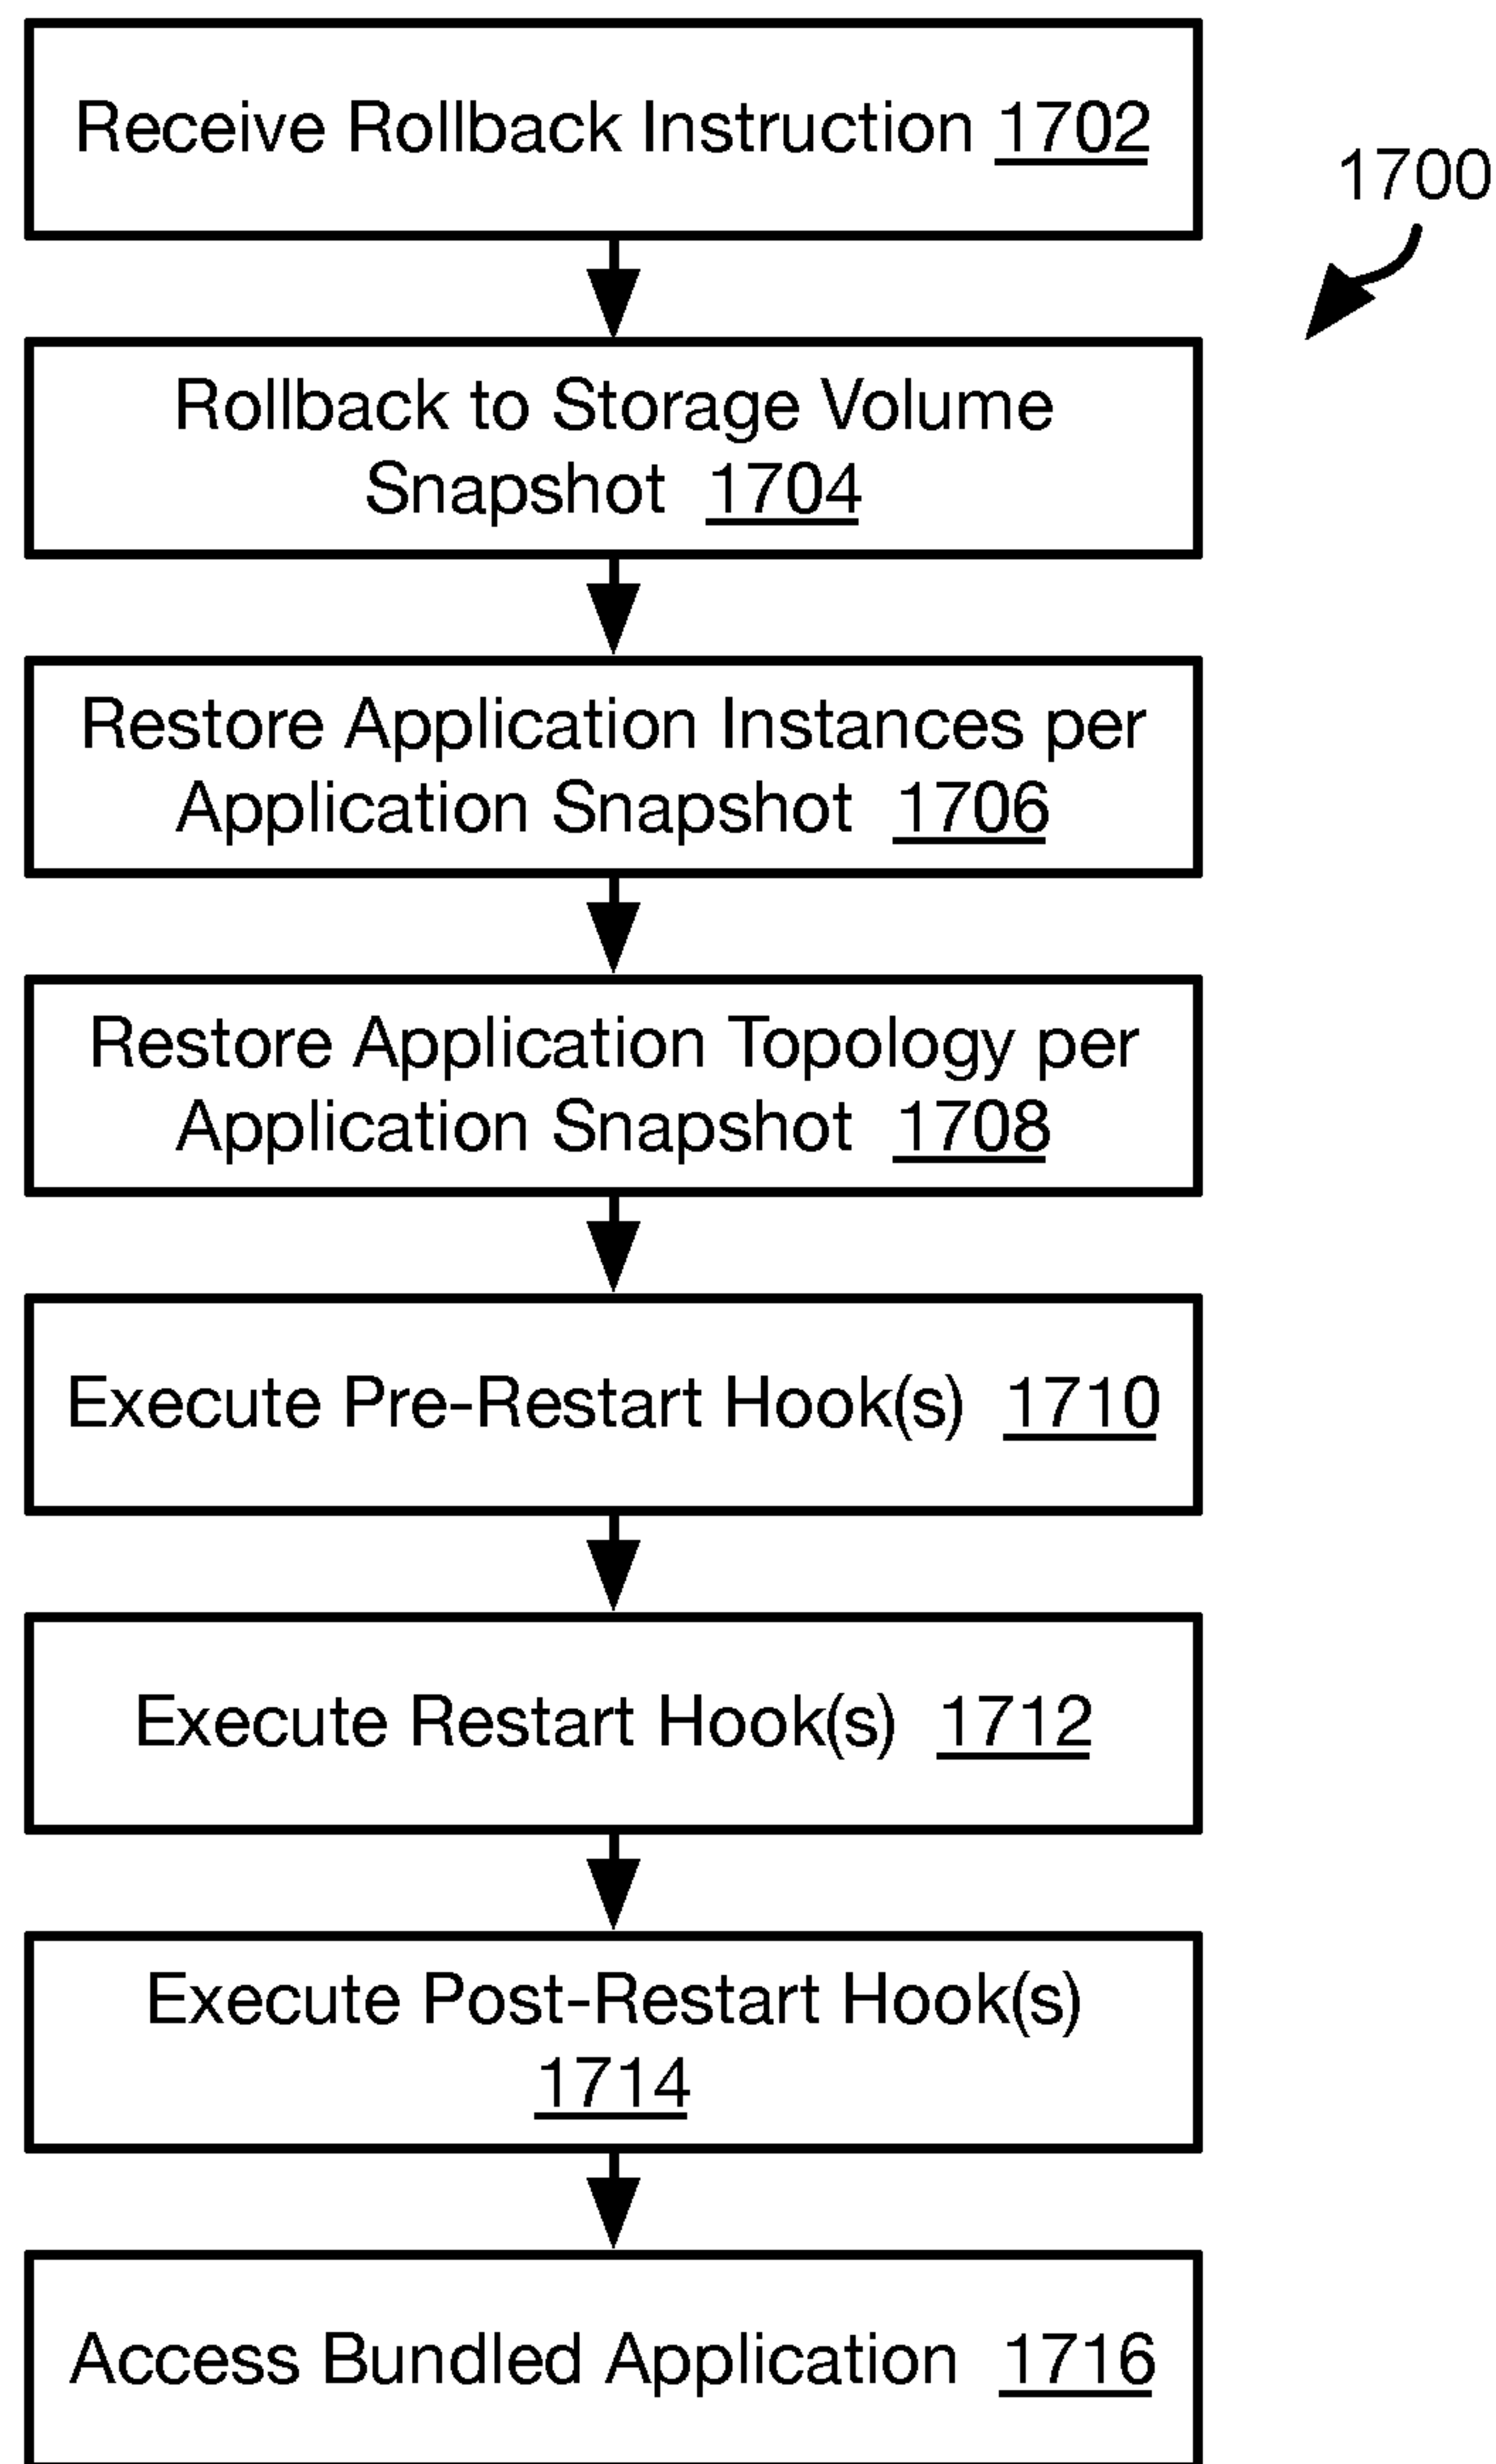 Receive Rollback Instruction 1702
1700
Rollback to Storage Volume
Snapshot 1704
Restore Application Instances per
Application Snapshot 1706
Restore Application Topology per
Application Snapshot 1708
Execute Pre-Restart Hook(s) 1710
Execute Restart Hook(s) 1712
Execute Post-Restart Hook(s)
1714
Access Bundled Application 1716